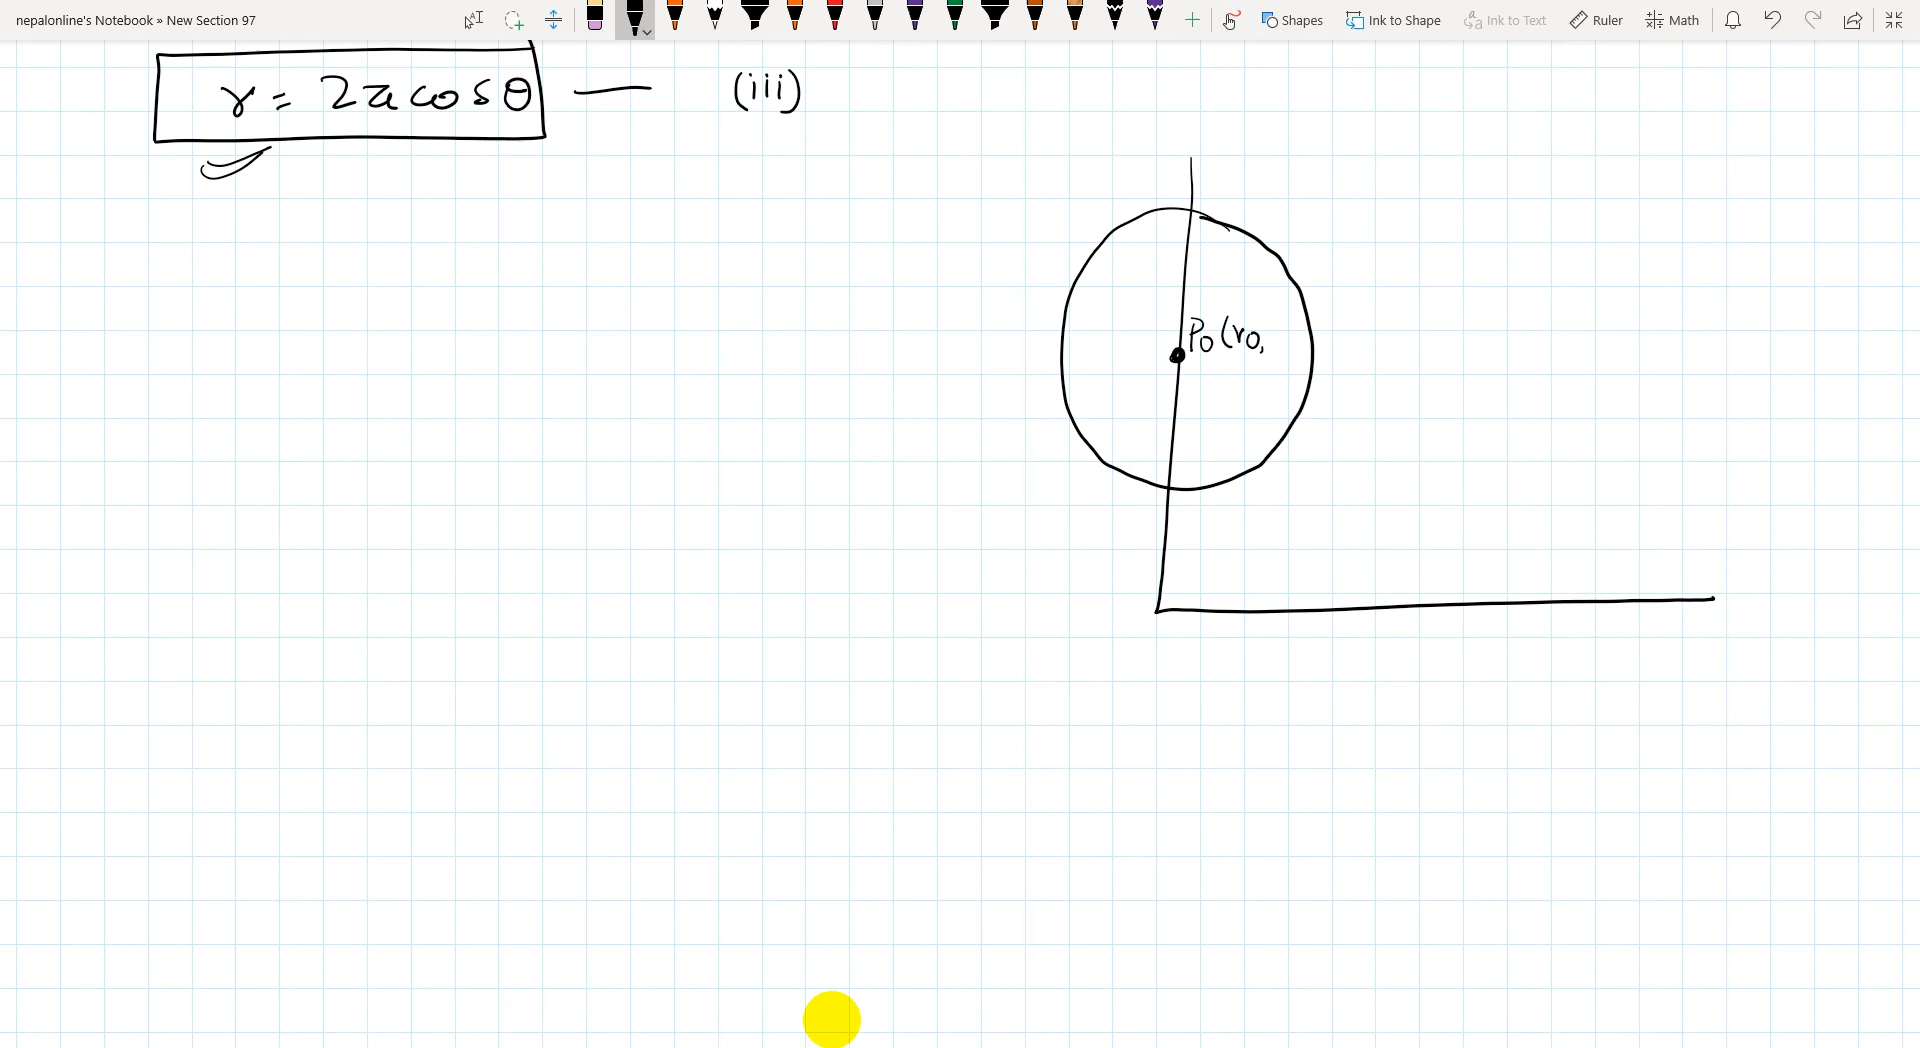 nepalonline's Notebook » New Section 97
Shapes
Ink to Shape
Ink to Text
Ruler
Math
r = 2a cos θ — (iii)
P₀ (r₀,